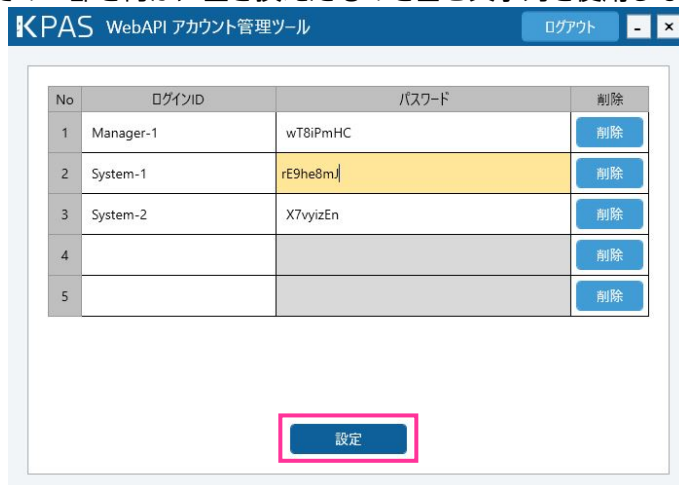 KPAS WebAPI アカウント管理ツール ログアウト - ×
No ログインID パスワード 削除
1 Manager-1 wT8iPmHC 削除
2 System-1 rE9he8mJ 削除
3 System-2 X7vyizEn 削除
4 削除
5 削除
設定